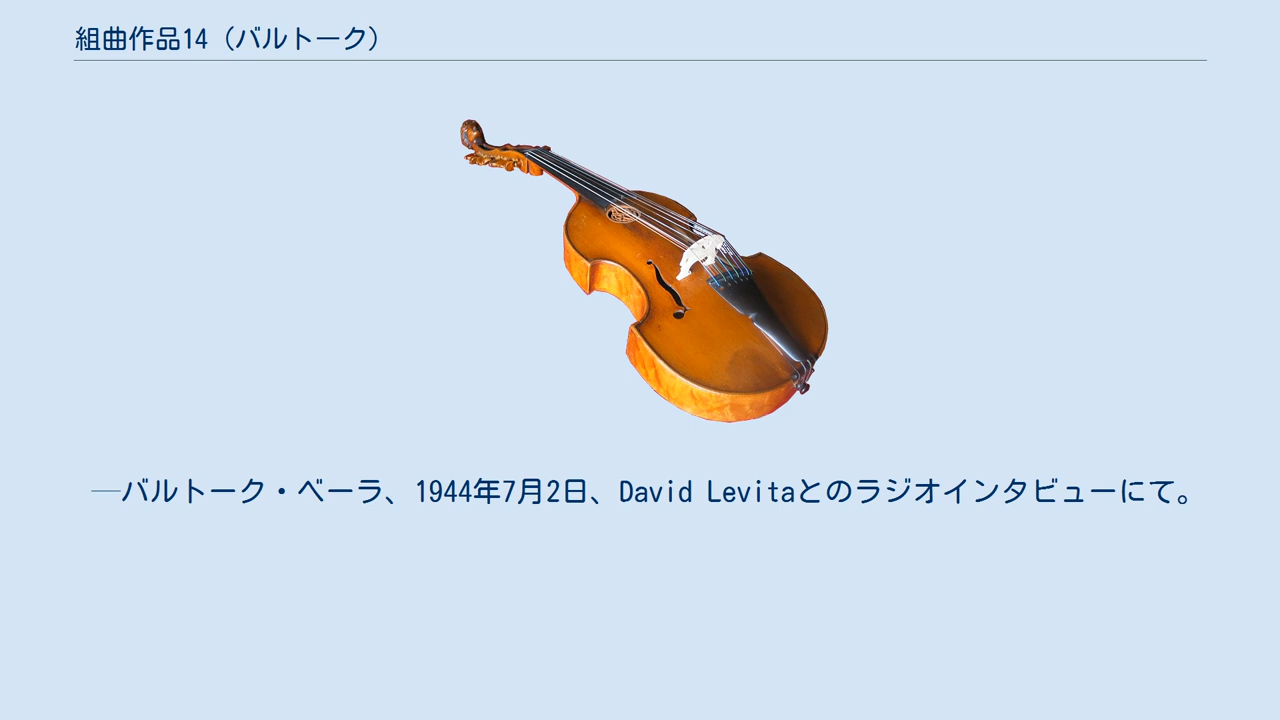 組曲作品14（バルトーク）
―バルトーク・ベーラ、1944年7月2日、David Levitaとのラジオインタビューにて。